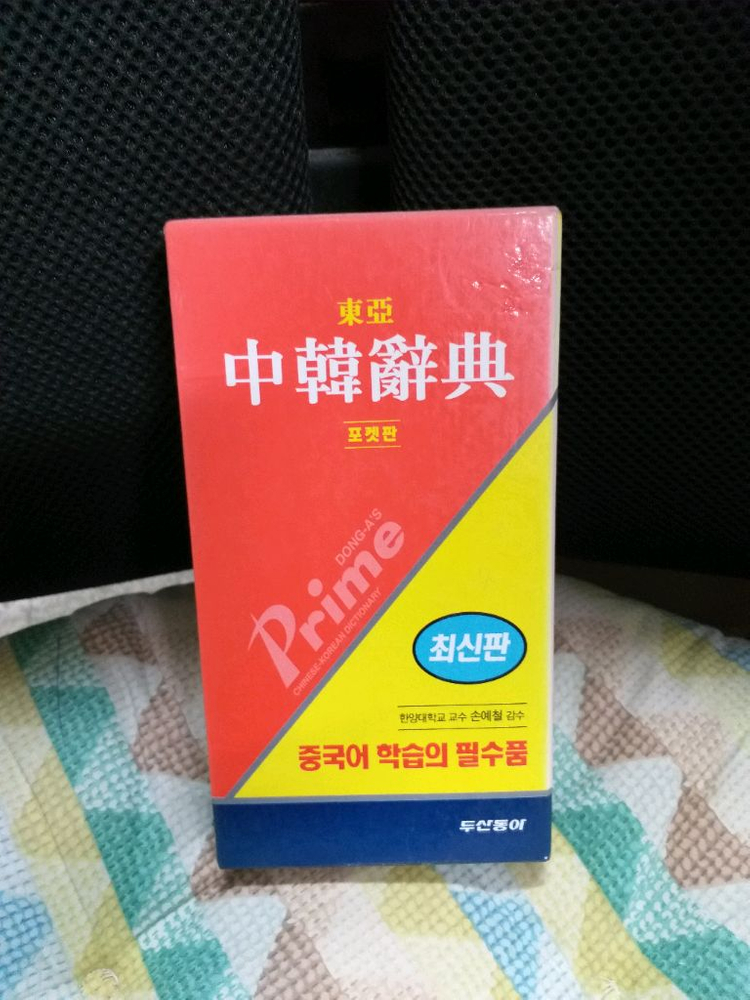 東亞
中韓辭典
포켓판
DONG-A'S
Prime
CHINESE-KOREAN DICTIONARY
최신판
한양대학교 교수 손예철 감수
중국어 학습의 필수품
두산동아